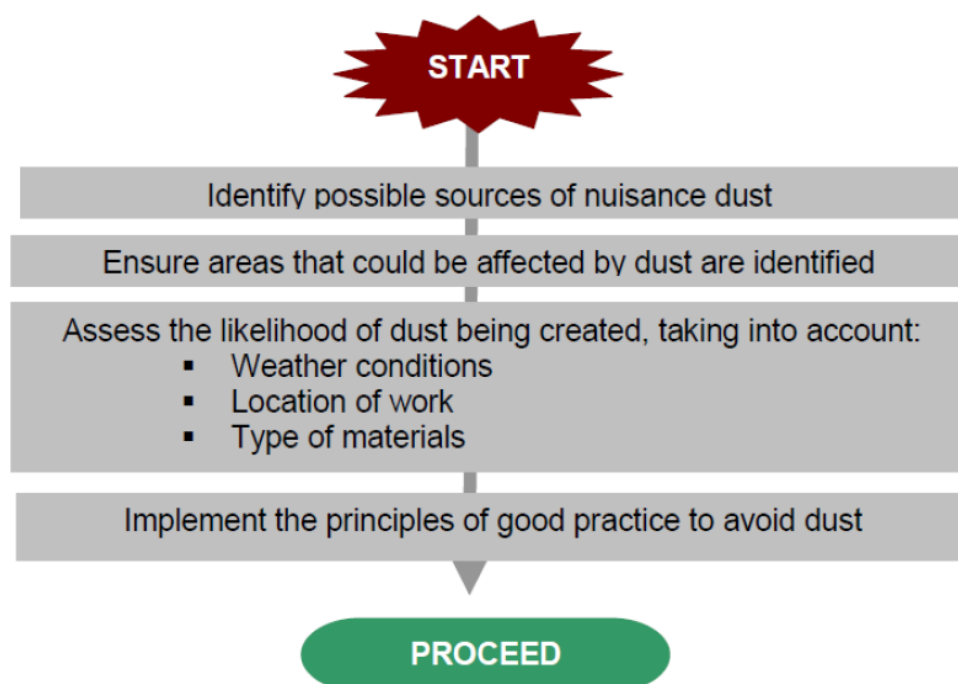 START
Identify possible sources of nuisance dust
Ensure areas that could be affected by dust are identified
Assess the likelihood of dust being created, taking into account:
▪ Weather conditions
▪ Location of work
▪ Type of materials
Implement the principles of good practice to avoid dust
PROCEED